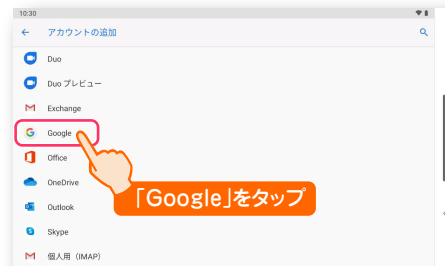 10:30
アカウントの追加
Duo
Duo プレビュー
Exchange
Google
Office
OneDrive
「Google」をタップ
Outlook
Skype
個人用（IMAP）